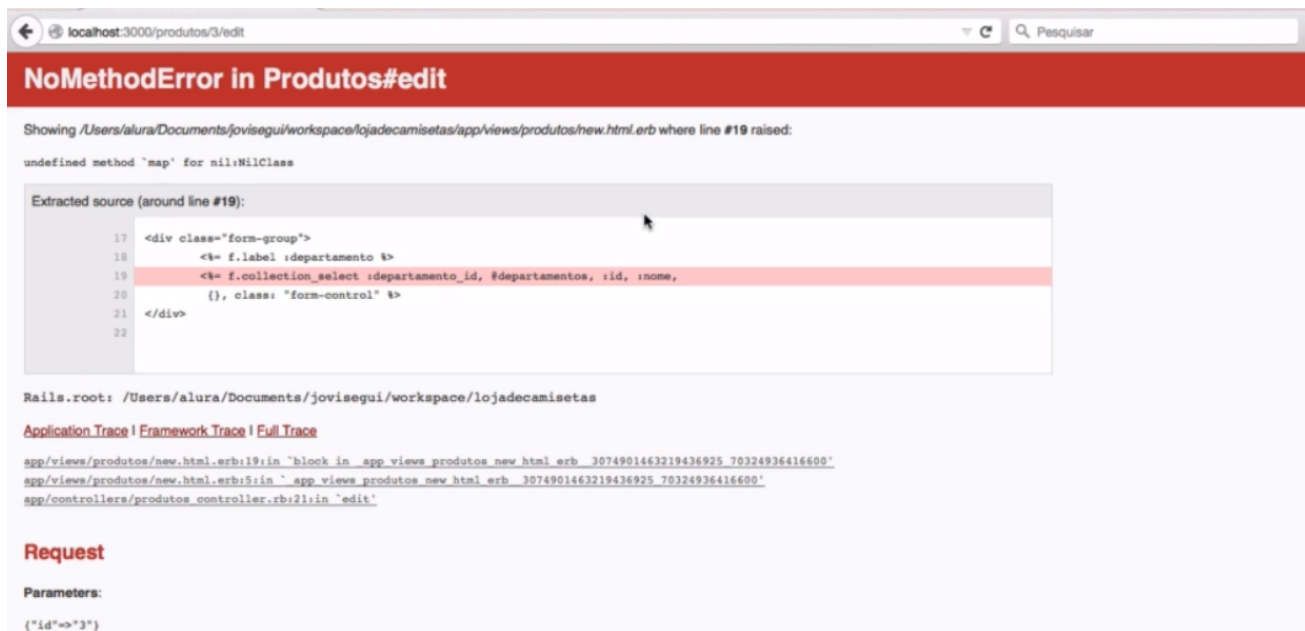 localhost:3000/produtos/3/edit
Pesquisar
NoMethodError in Produtos#edit
Showing /Users/alura/Documents/jovisegui/workspace/lojadecamisetas/app/views/produtos/new.html.erb where line #19 raised:
undefined method `map' for nil:NilClass
Extracted source (around line #19):
17 <div class="form-group">
18 <%= f.label :departamento %>
19 <%= f.collection_select :departamento_id, @departamentos, :id, :nome,
20 {}, class: "form-control" %>
21 </div>
22
Rails.root: /Users/alura/Documents/jovisegui/workspace/lojadecamisetas
Application Trace | Framework Trace | Full Trace
app/views/produtos/new.html.erb:19:in `block in _app_views_produtos_new_html_erb__3074901463219436925_70324936416600'
app/views/produtos/new.html.erb:5:in `_app_views_produtos_new_html_erb__3074901463219436925_70324936416600'
app/controllers/produtos_controller.rb:21:in `edit'
Request
Parameters:
{"id"=>"3"}